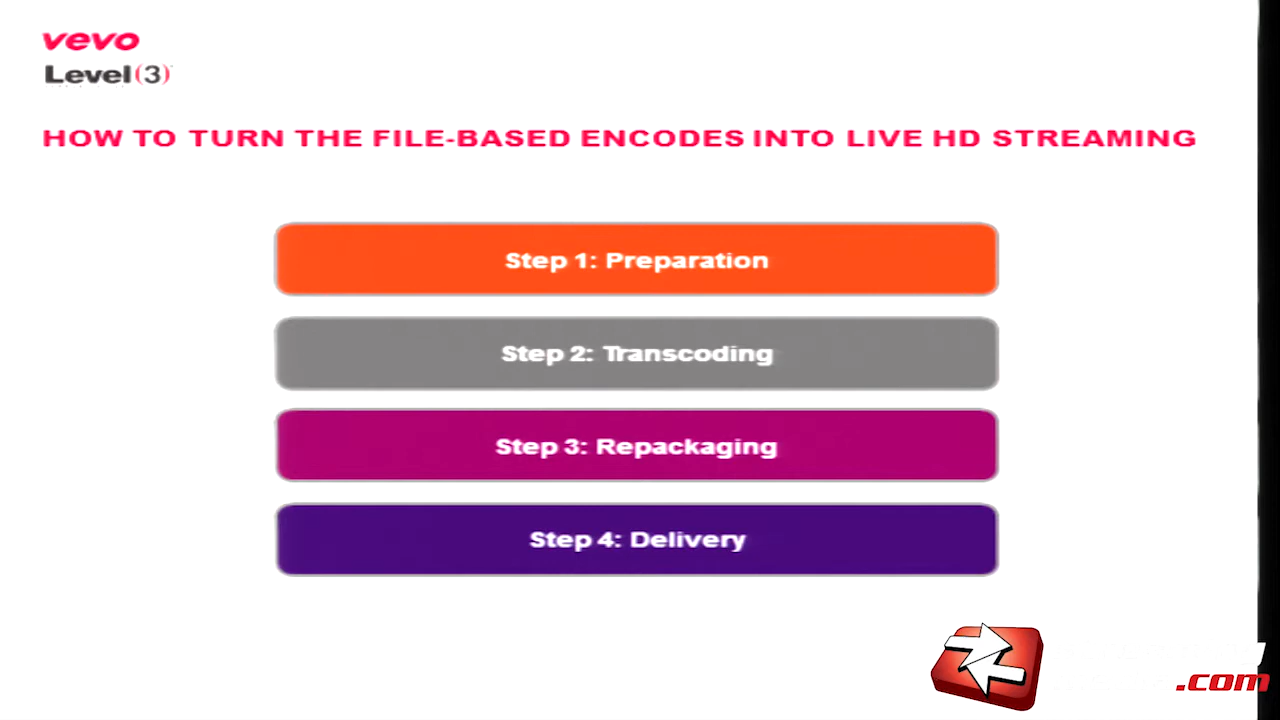 vevo
Level(3)
HOW TO TURN THE FILE-BASED ENCODES INTO LIVE HD STREAMING
Step 1: Preparation
Step 2: Transcoding
Step 3: Repackaging
Step 4: Delivery
.com